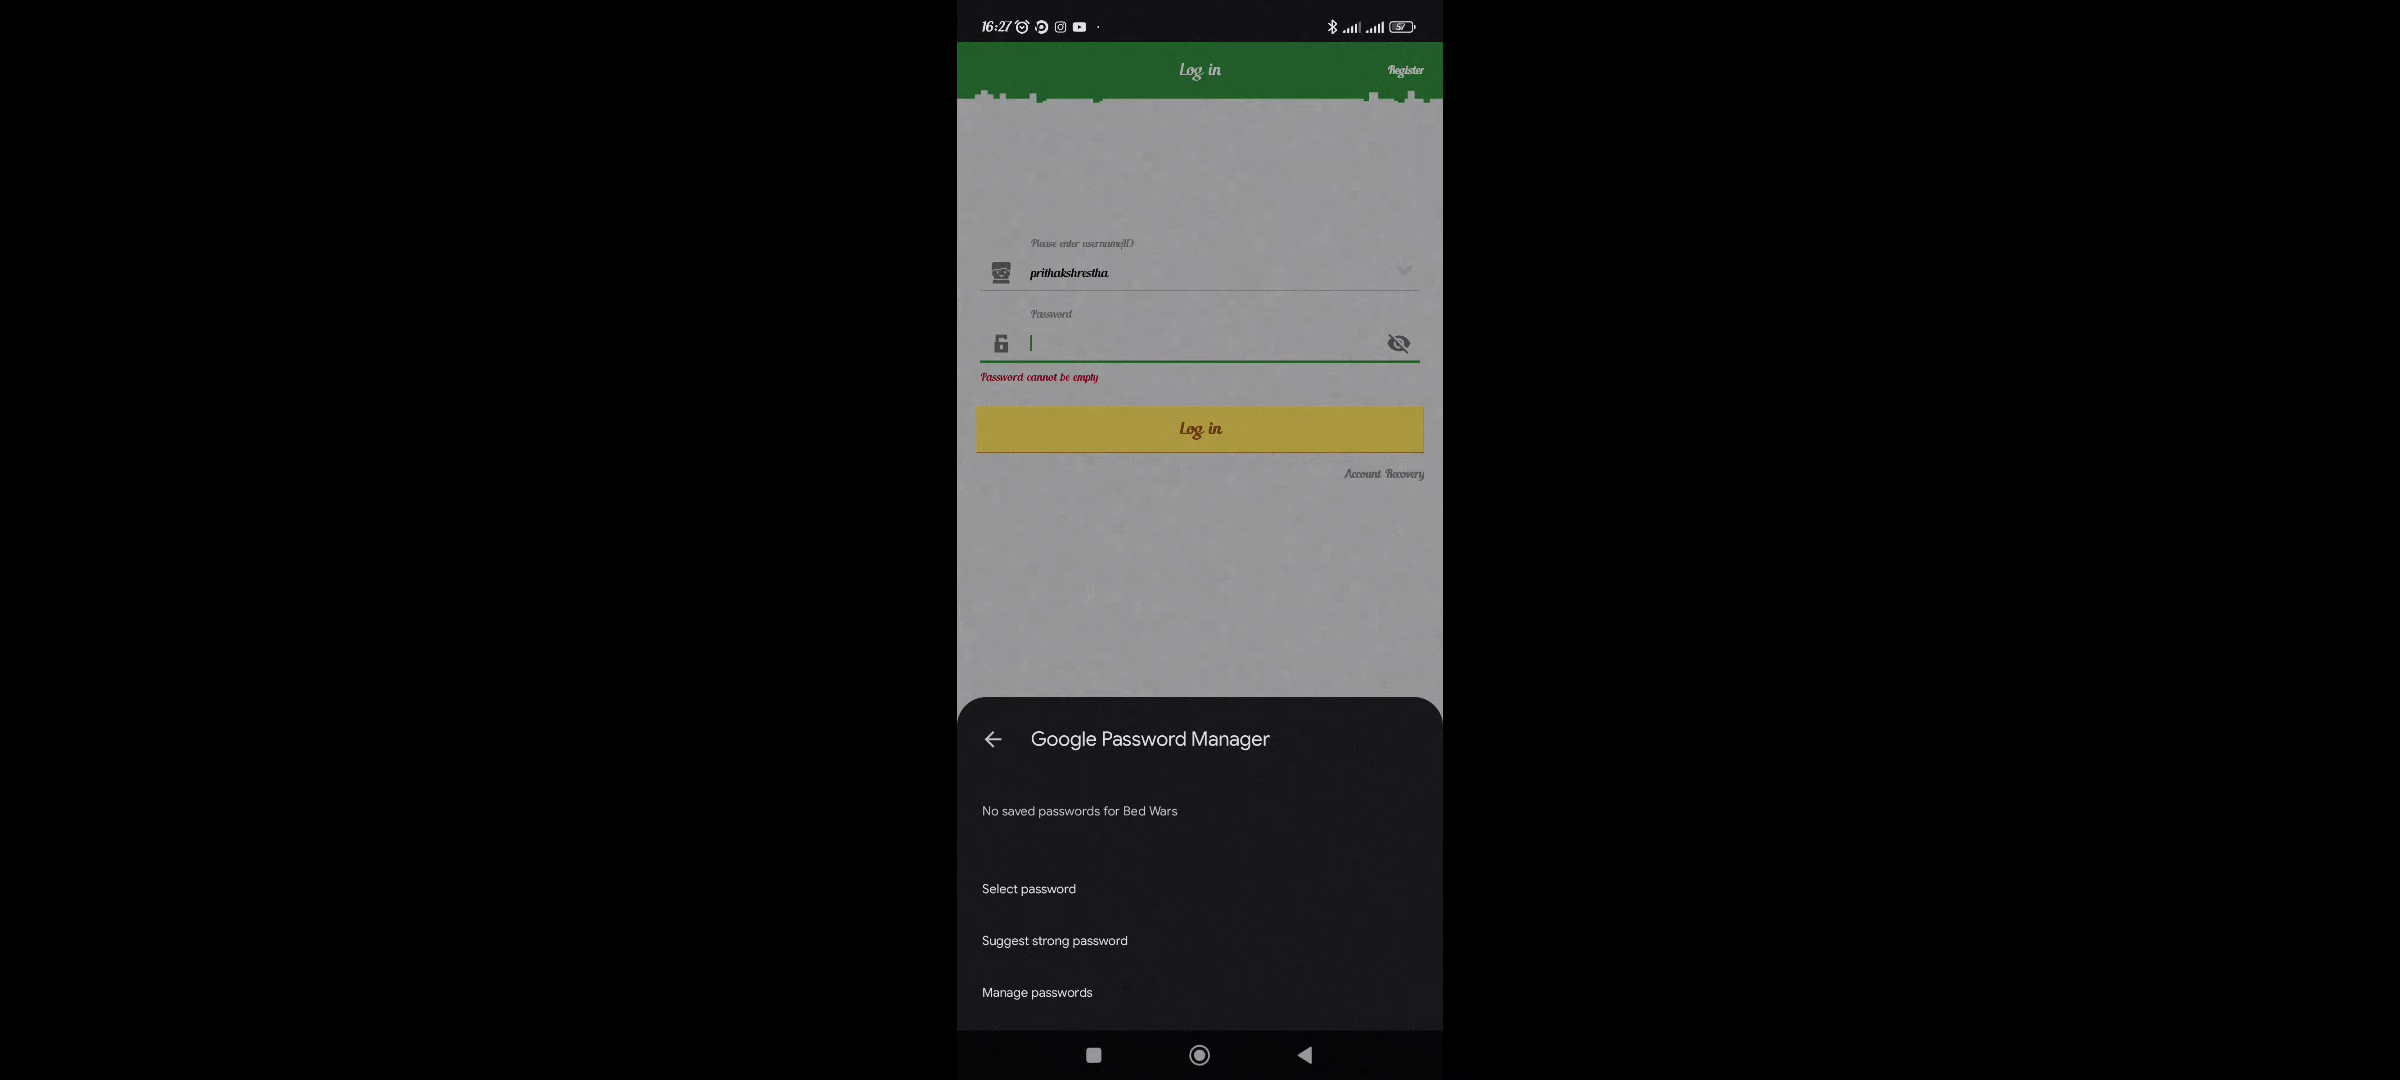 16:27
57
Log in
Register
Please enter username/ID
prithakshrestha
Password
Password cannot be empty
Log in
Account Recovery
Google Password Manager
No saved passwords for Bed Wars
Select password
Suggest strong password
Manage passwords